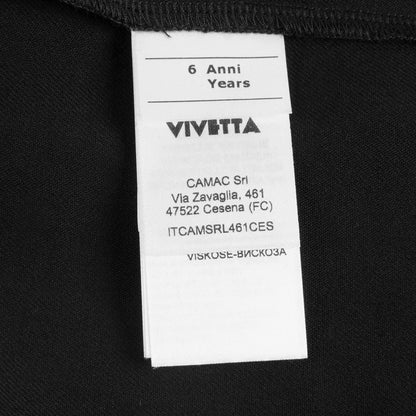 6 Anni
Years
VIVETTA
CAMAC Srl
Via Zavaglia, 461
47522 Cesena (FC)
ITCAMSRL461CES
VISKOSE-ВИСКОЗА